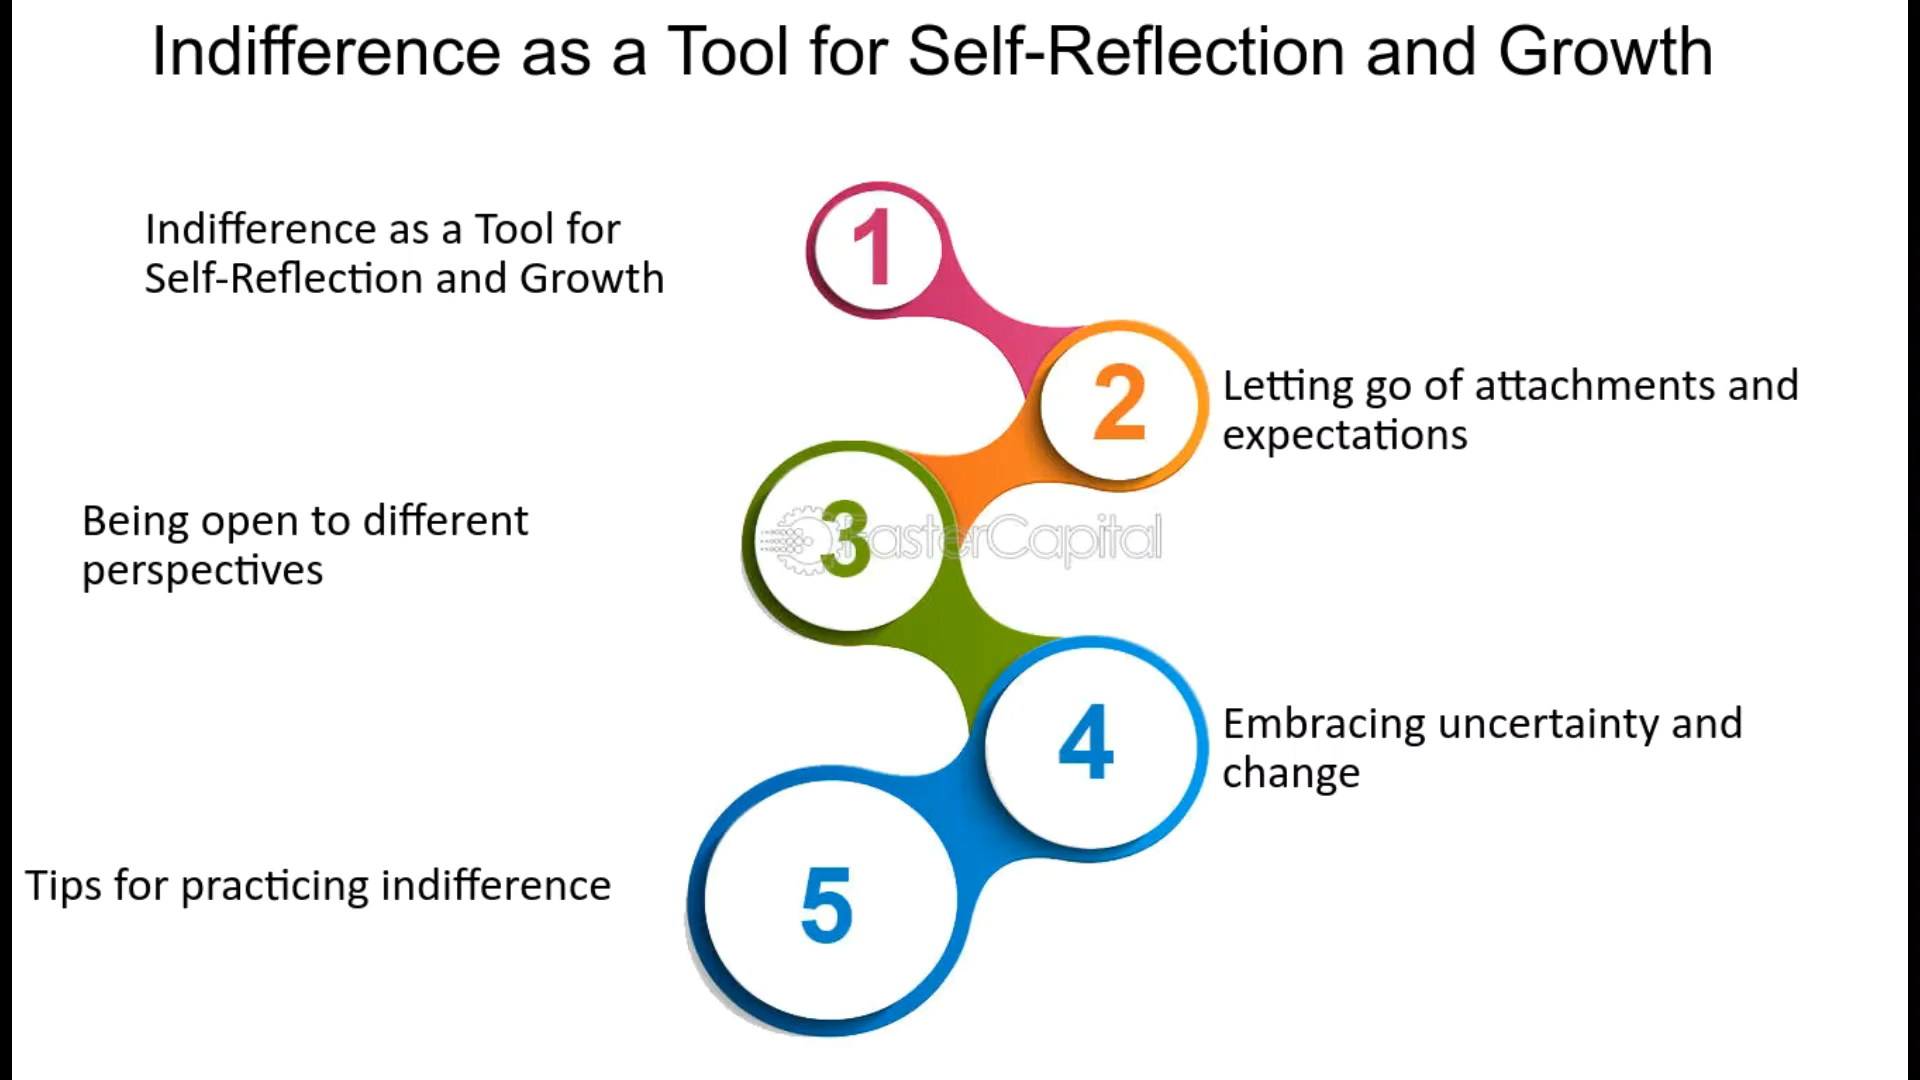 Indifference as a Tool for Self-Reflection and Growth
1
Indifference as a Tool for
Self-Reflection and Growth
2
Letting go of attachments and
expectations
3
Being open to different
perspectives
FasterCapital
4
Embracing uncertainty and
change
5
Tips for practicing indifference